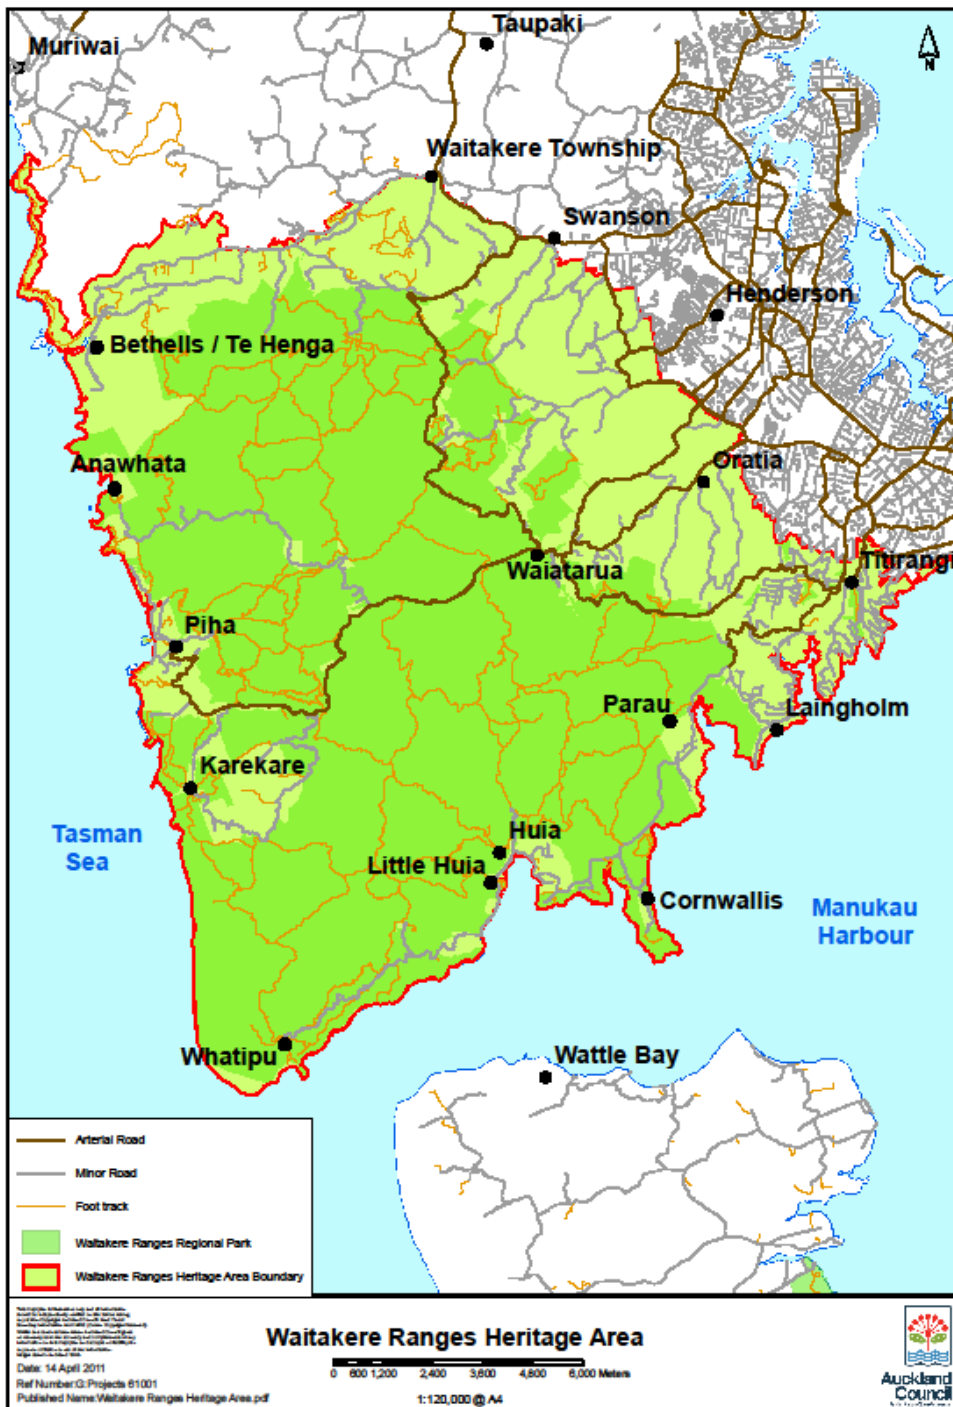 Taupaki
Muriwai
N
Waitakere Township
Swanson
Henderson
Bethells / Te Henga
Anawhata
Oratia
Waiatarua
Titirangi
Piha
Parau
Laingholm
Karekare
Tasman
Sea
Huia
Little Huia
Cornwallis
Manukau
Harbour
Whatipu
Wattle Bay
Arterial Road
Minor Road
Foot track
Waitakere Ranges Regional Park
Waitakere Ranges Heritage Area Boundary
Waitakere Ranges Heritage Area
0 600 1,200 2,400 3,600 4,800 6,000 Meters
1:120,000 @ A4
Date: 14 April 2011
Ref Number:G:Projects 61001
Published Name:Waitakere Ranges Heritage Area.pdf
Auckland
Council